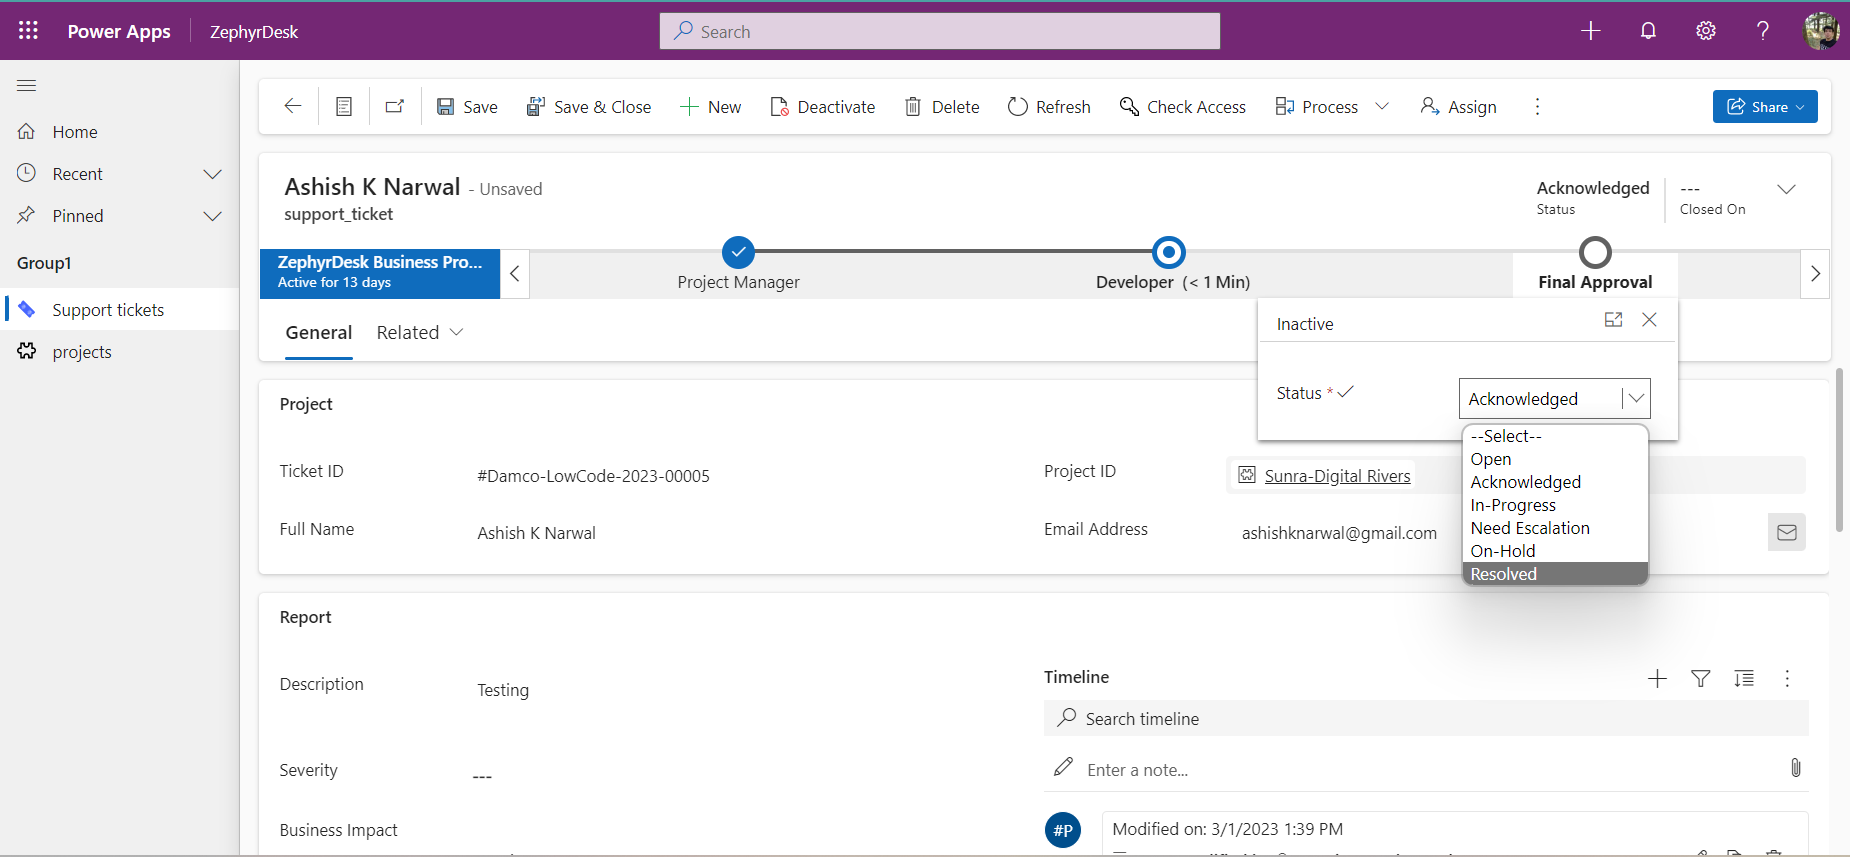 Power Apps
ZephyrDesk
Search
Save
Save & Close
New
Deactivate
Delete
Refresh
Check Access
Process
Assign
Share
Home
Recent
Pinned
Group1
Support tickets
projects
Ashish K Narwal - Unsaved
support_ticket
Acknowledged
Status
---
Closed On
ZephyrDesk Business Pro...
Active for 13 days
Project Manager
Developer (< 1 Min)
Final Approval
General
Related
Inactive
Status *
Acknowledged
--Select--
Open
Acknowledged
In-Progress
Need Escalation
On-Hold
Resolved
Project
Ticket ID
#Damco-LowCode-2023-00005
Project ID
Sunra-Digital Rivers
Full Name
Ashish K Narwal
Email Address
ashishknarwal@gmail.com
Report
Description
Testing
Severity
---
Business Impact
Timeline
Search timeline
Enter a note...
#P
Modified on: 3/1/2023 1:39 PM